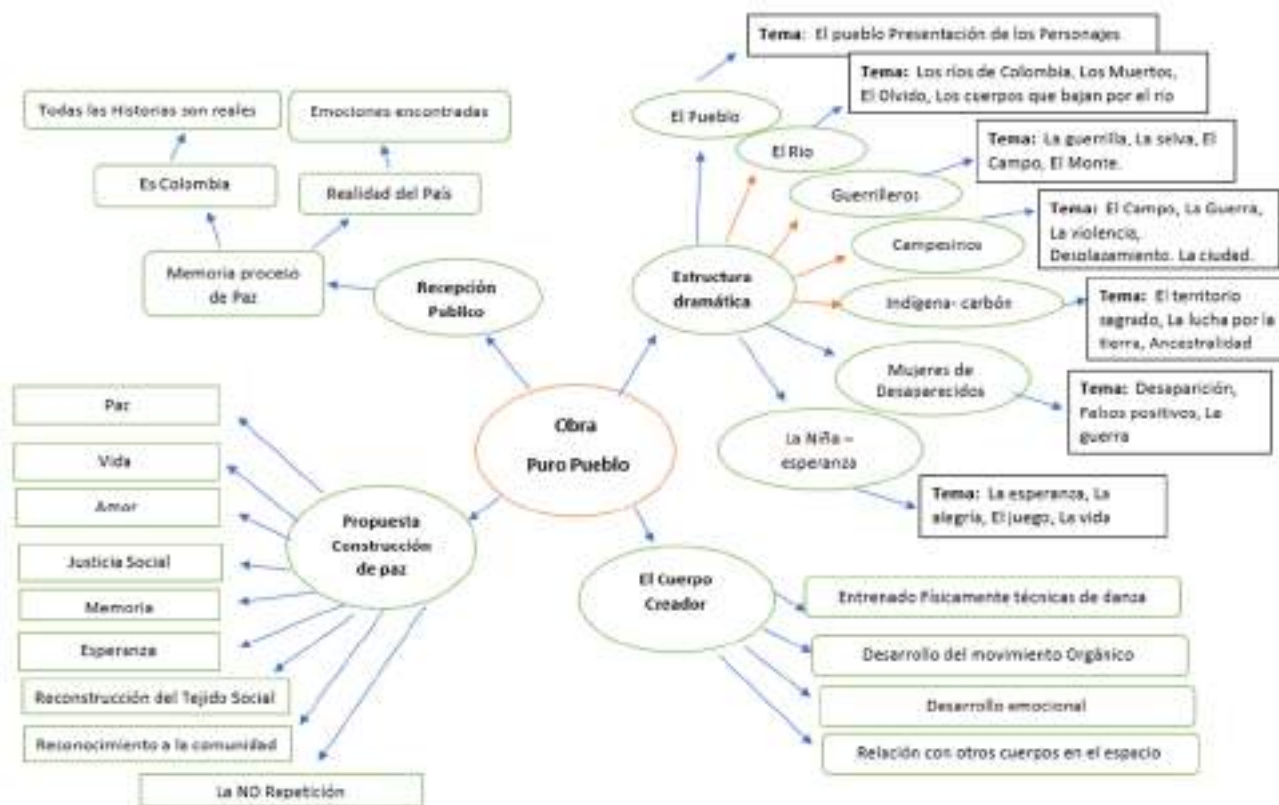 Tema: El pueblo Presentación de los Personajes
Tema: Los ríos de Colombia, Los Muertos,
El Olvido, Los cuerpos que bajan por el río
Todas las Historias son reales
Emociones encontradas
El Pueblo
El Rio
Tema: La guerrilla, La selva, El
Campo, El Monte.
Es Colombia
Realidad del País
Guerrilleros
Tema: El Campo, La Guerra,
La violencia,
Desplazamiento. La ciudad.
Campesinos
Memoria proceso
de Paz
Recepción
Publico
Estructura
dramática
Indígena- carbón
Tema: El territorio
sagrado, La lucha por la
tierra, Ancestralidad
Mujeres de
Desaparecidos
Tema: Desaparición,
Falsos positivos, La
guerra
Obra
Puro Pueblo
La Niña –
esperanza
Tema: La esperanza, La
alegría, El juego, La vida
Paz
Vida
Amor
Justicia Social
Memoria
Esperanza
Reconstrucción del Tejido Social
Reconocimiento a la comunidad
La NO Repetición
Propuesta
Construcción
de paz
El Cuerpo
Creador
Entrenado Físicamente técnicas de danza
Desarrollo del movimiento Orgánico
Desarrollo emocional
Relación con otros cuerpos en el espacio